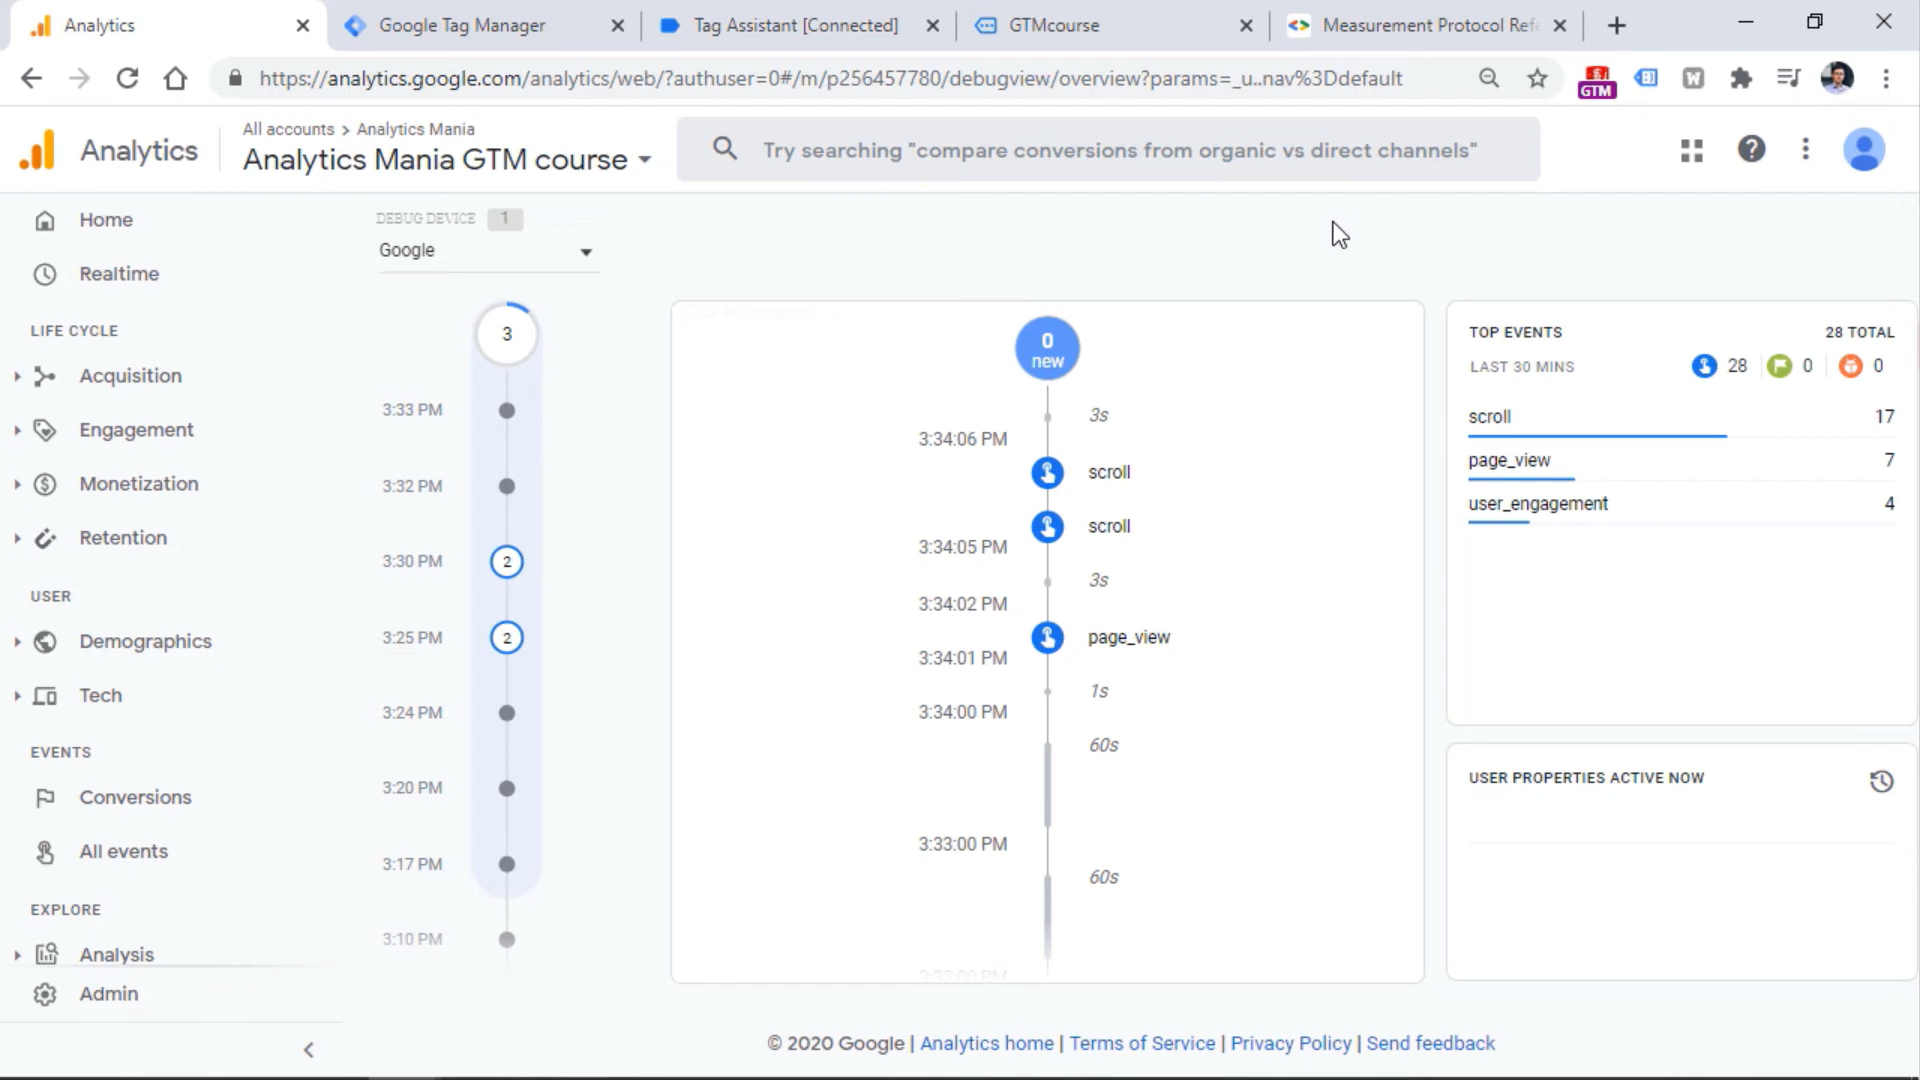 Analytics
Google Tag Manager
Tag Assistant [Connected]
GTMcourse
Measurement Protocol Ref
https://analytics.google.com/analytics/web/?authuser=0#/m/p256457780/debugview/overview?params=_u..nav%3Ddefault
GTM
Analytics
All accounts > Analytics Mania
Analytics Mania GTM course
Try searching "compare conversions from organic vs direct channels"
Home
Realtime
LIFE CYCLE
Acquisition
Engagement
Monetization
Retention
USER
Demographics
Tech
EVENTS
Conversions
All events
EXPLORE
Analysis
Admin
DEBUG DEVICE 1
Google
3
3:33 PM
3:32 PM
3:30 PM 2
3:25 PM 2
3:24 PM
3:20 PM
3:17 PM
3:10 PM
0
new
3s
3:34:06 PM
scroll
scroll
3:34:05 PM
3s
3:34:02 PM
page_view
3:34:01 PM
1s
3:34:00 PM
60s
3:33:00 PM
60s
TOP EVENTS 28 TOTAL
LAST 30 MINS 28 0 0
scroll 17
page_view 7
user_engagement 4
USER PROPERTIES ACTIVE NOW
© 2020 Google | Analytics home | Terms of Service | Privacy Policy | Send feedback